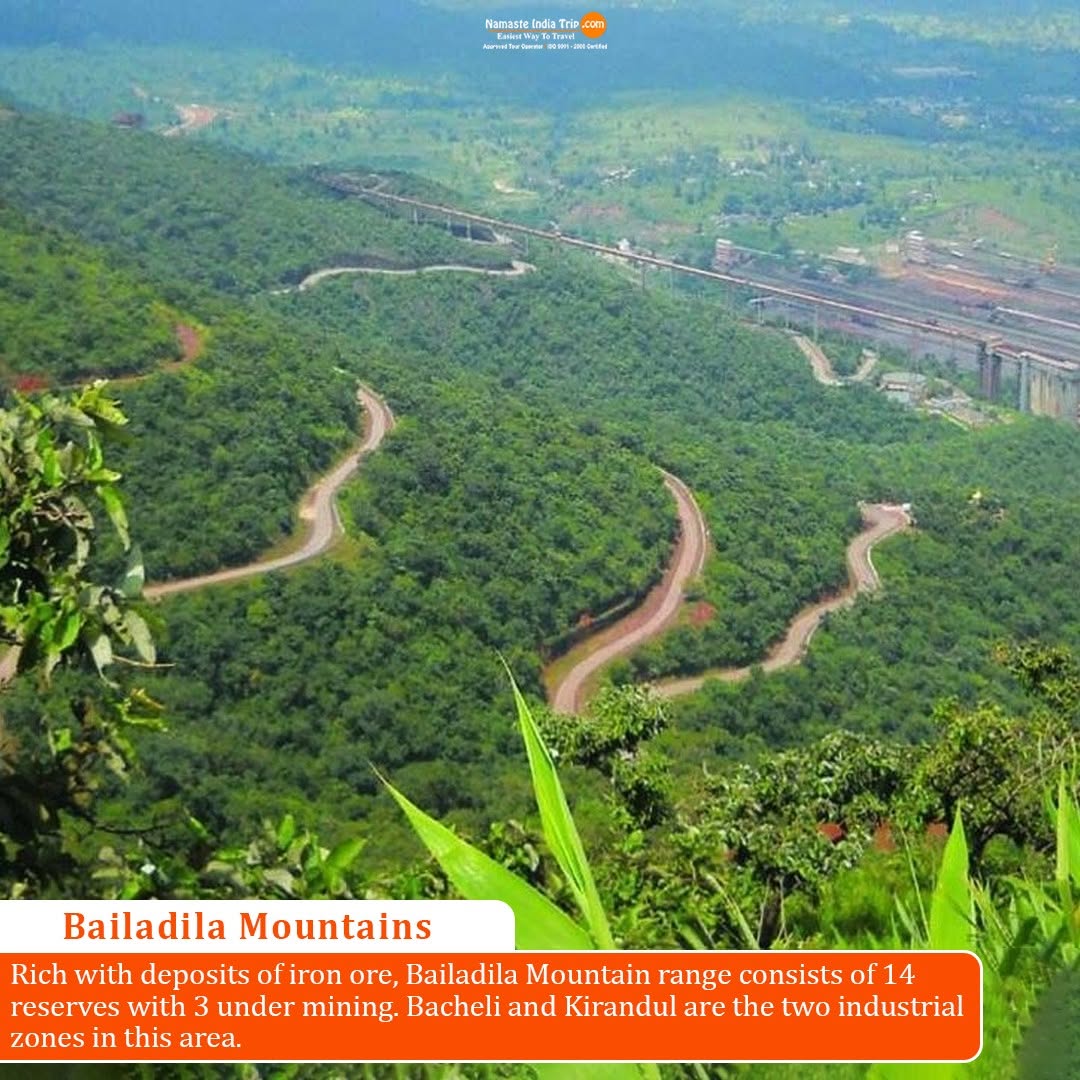 Namaste India Trip .com
Easiest Way To Travel
Approved Tour Operator ISO 9001 - 2008 Certified
Bailadila Mountains
Rich with deposits of iron ore, Bailadila Mountain range consists of 14
reserves with 3 under mining. Bacheli and Kirandul are the two industrial
zones in this area.